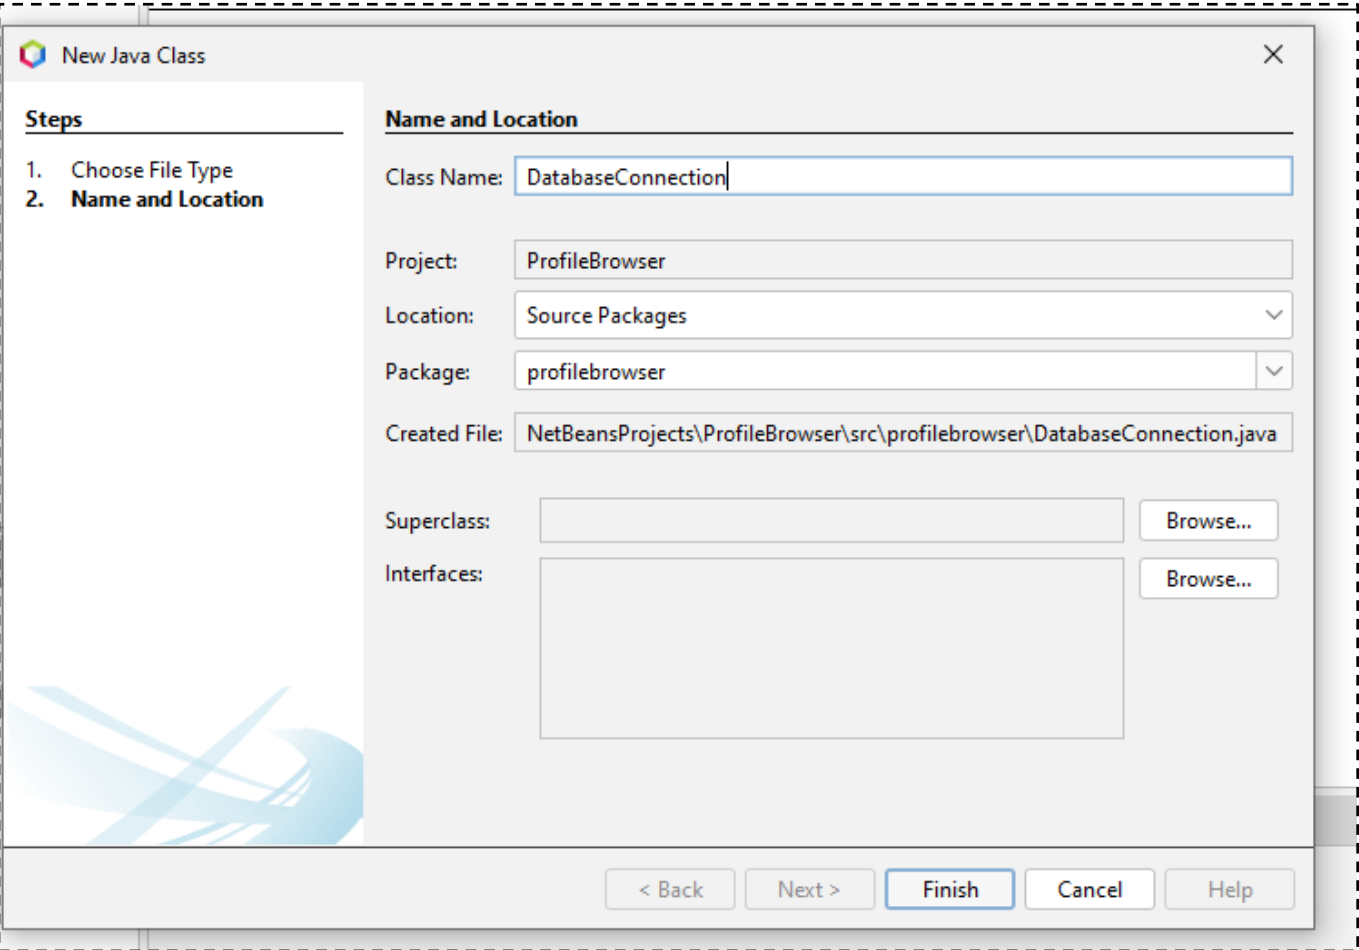 New Java Class
Steps
1. Choose File Type
2. Name and Location
Name and Location
Class Name: DatabaseConnection
Project: ProfileBrowser
Location: Source Packages
Package: profilebrowser
Created File: NetBeansProjects\ProfileBrowser\src\profilebrowser\DatabaseConnection.java
Superclass: Browse...
Interfaces: Browse...
< Back Next > Finish Cancel Help